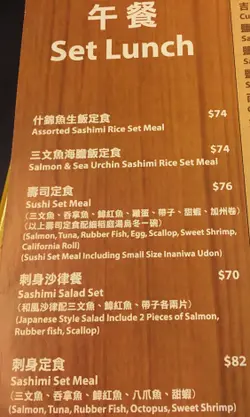 午餐
Set Lunch
什錦魚生飯定食 $74
Assorted Sashimi Rice Set Meal
三文魚海膽飯定食 $74
Salmon & Sea Urchin Sashimi Rice Set Meal
壽司定食 $76
Sushi Set Meal
(三文魚、吞拿魚、鰤紅魚、雞蛋、帶子、甜蝦、加州卷)
(以上壽司定食配細稻庭湯烏冬一碗)
(Salmon, Tuna, Rubber Fish, Egg, Scallop, Sweet Shrimp,
California Roll)
(Sushi Set Meal Including Small Size Inaniwa Udon)
刺身沙律餐 $70
Sashimi Salad Set
(和風沙律配三文魚、鰤紅魚、帶子各兩片)
(Japanese Style Salad Include 2 Pieces of Salmon,
Rubber fish, Scallop)
刺身定食 $82
Sashimi Set Meal
(三文魚、吞拿魚、鰤紅魚、八爪魚、甜蝦)
(Salmon, Tuna, Rubber Fish, Octopus, Sweet Shrimp)
吉
Cu